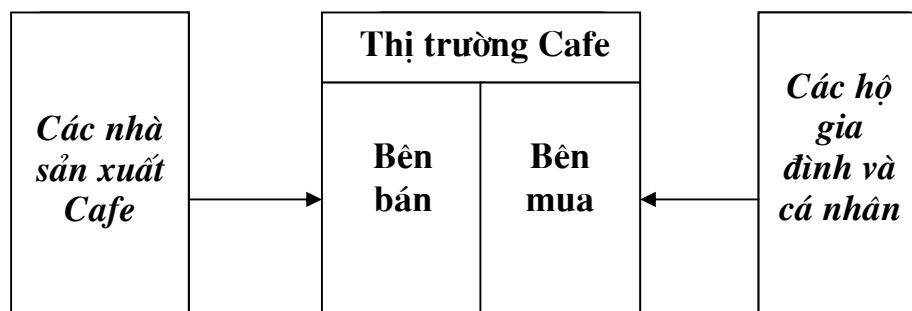 Các nhà
sản xuất
Cafe
Thị trường Cafe
Bên
bán
Bên
mua
Các hộ
gia
đình và
cá nhân